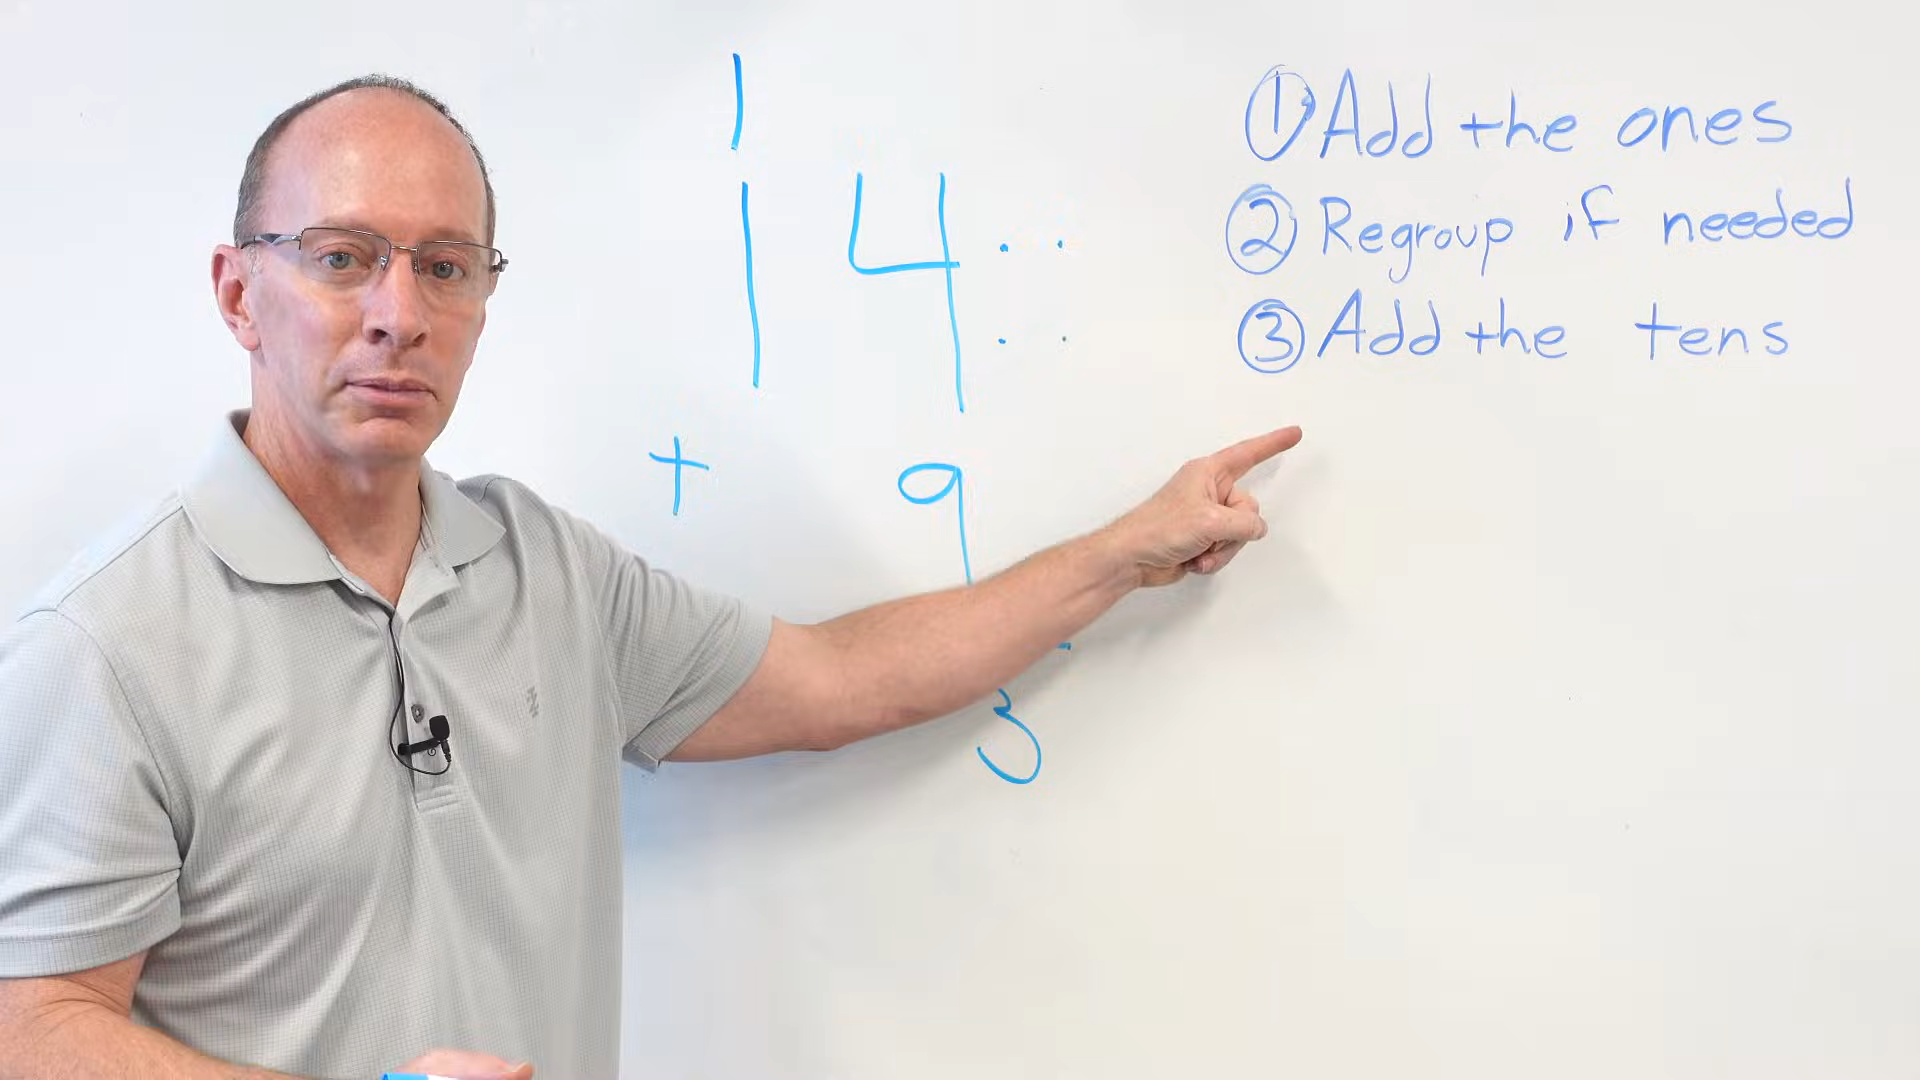 1
14
+ 9
3
① Add the ones
② Regroup if needed
③ Add the tens